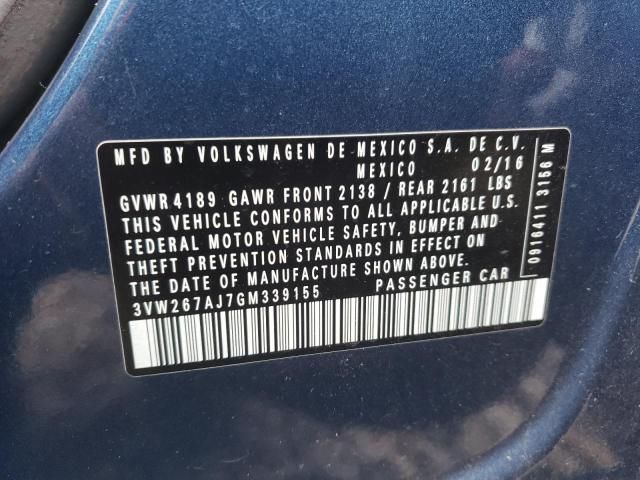 MFD BY VOLKSWAGEN DE MEXICO S.A. DE C.V.
MEXICO 02/16
GVWR 4189 GAWR FRONT 2138 / REAR 2161 LBS
THIS VEHICLE CONFORMS TO ALL APPLICABLE U.S.
FEDERAL MOTOR VEHICLE SAFETY, BUMPER AND
THEFT PREVENTION STANDARDS IN EFFECT ON
THE DATE OF MANUFACTURE SHOWN ABOVE.
3VW267AJ7GM339155 PASSENGER CAR
0916411 3156 M